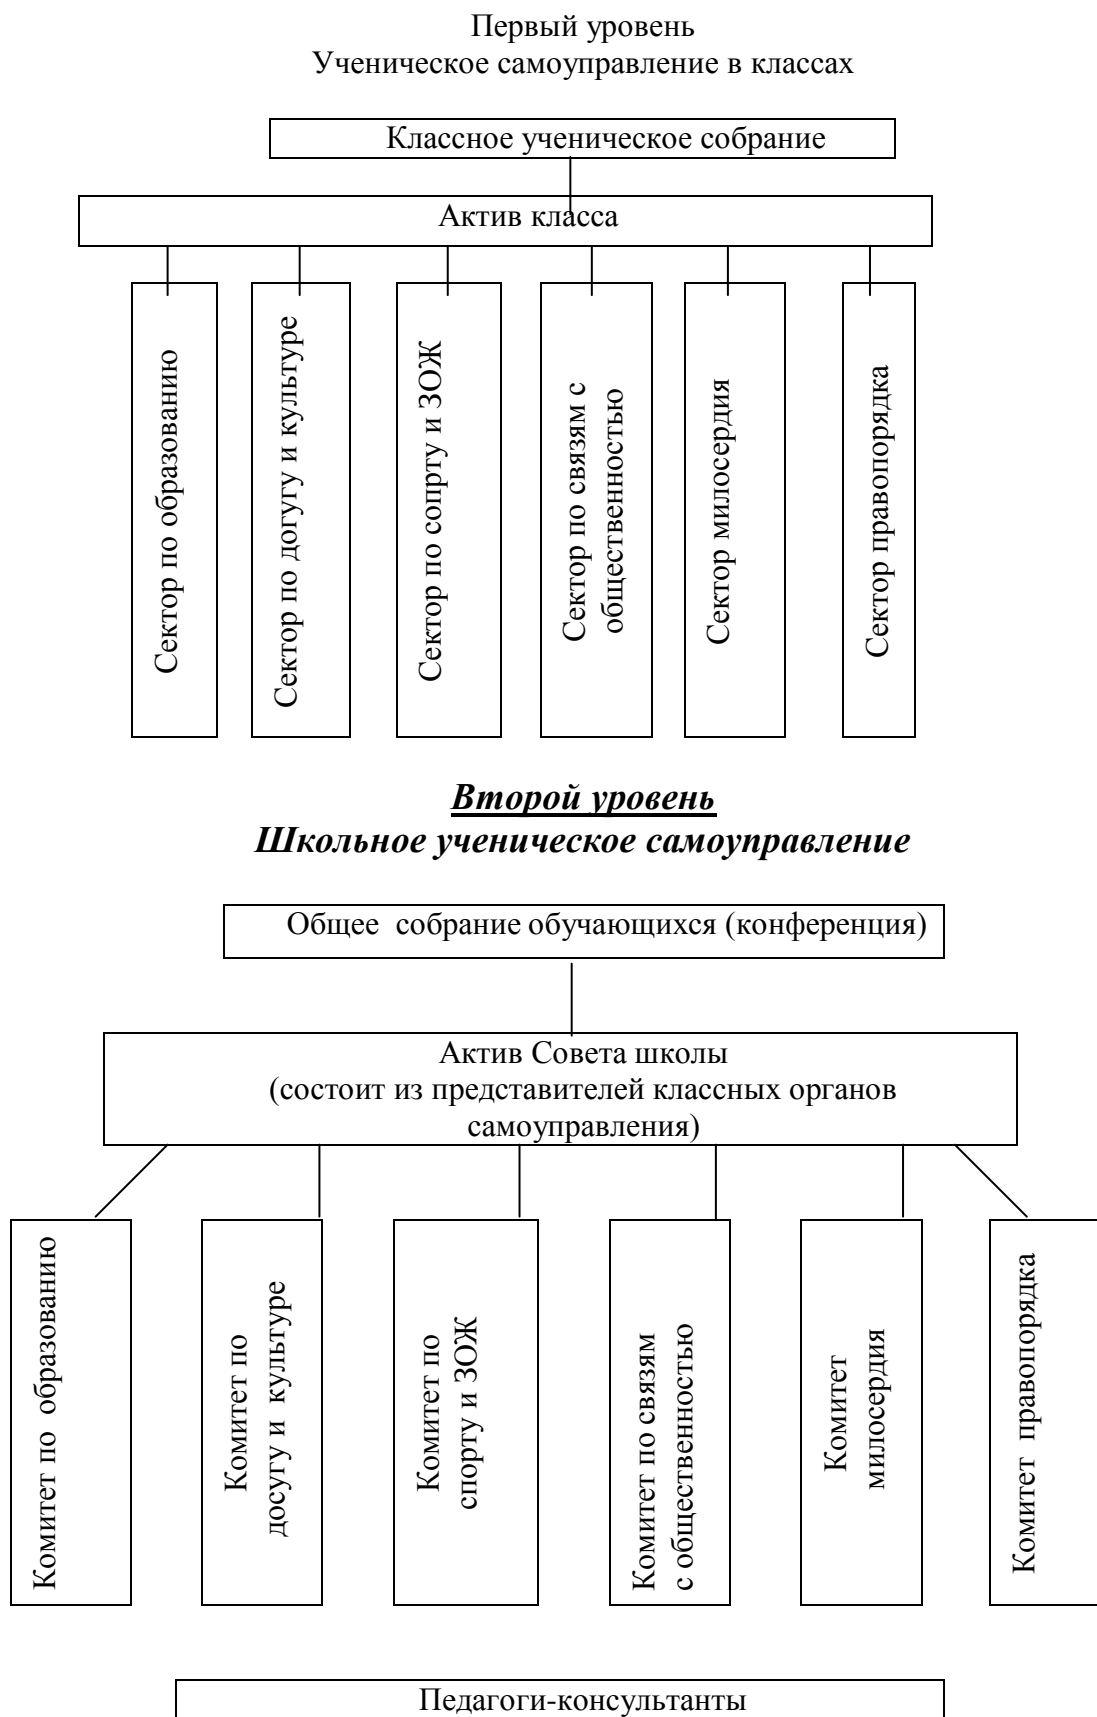 Первый уровень
Ученическое самоуправление в классах
Классное ученическое собрание
Актив класса
Сектор по образованию
Сектор по догугу и культуре
Сектор по сопрту и ЗОЖ
Сектор по связям с
общественностью
Сектор милосердия
Сектор правопорядка
Второй уровень
Школьное ученическое самоуправление
Общее собрание обучающихся (конференция)
Актив Совета школы
(состоит из представителей классных органов
самоуправления)
Комитет по образованию
Комитет по
досугу и культуре
Комитет по
спорту и ЗОЖ
Комитет по связям
с общественностью
Комитет
милосердия
Комитет правопорядка
Педагоги-консультанты